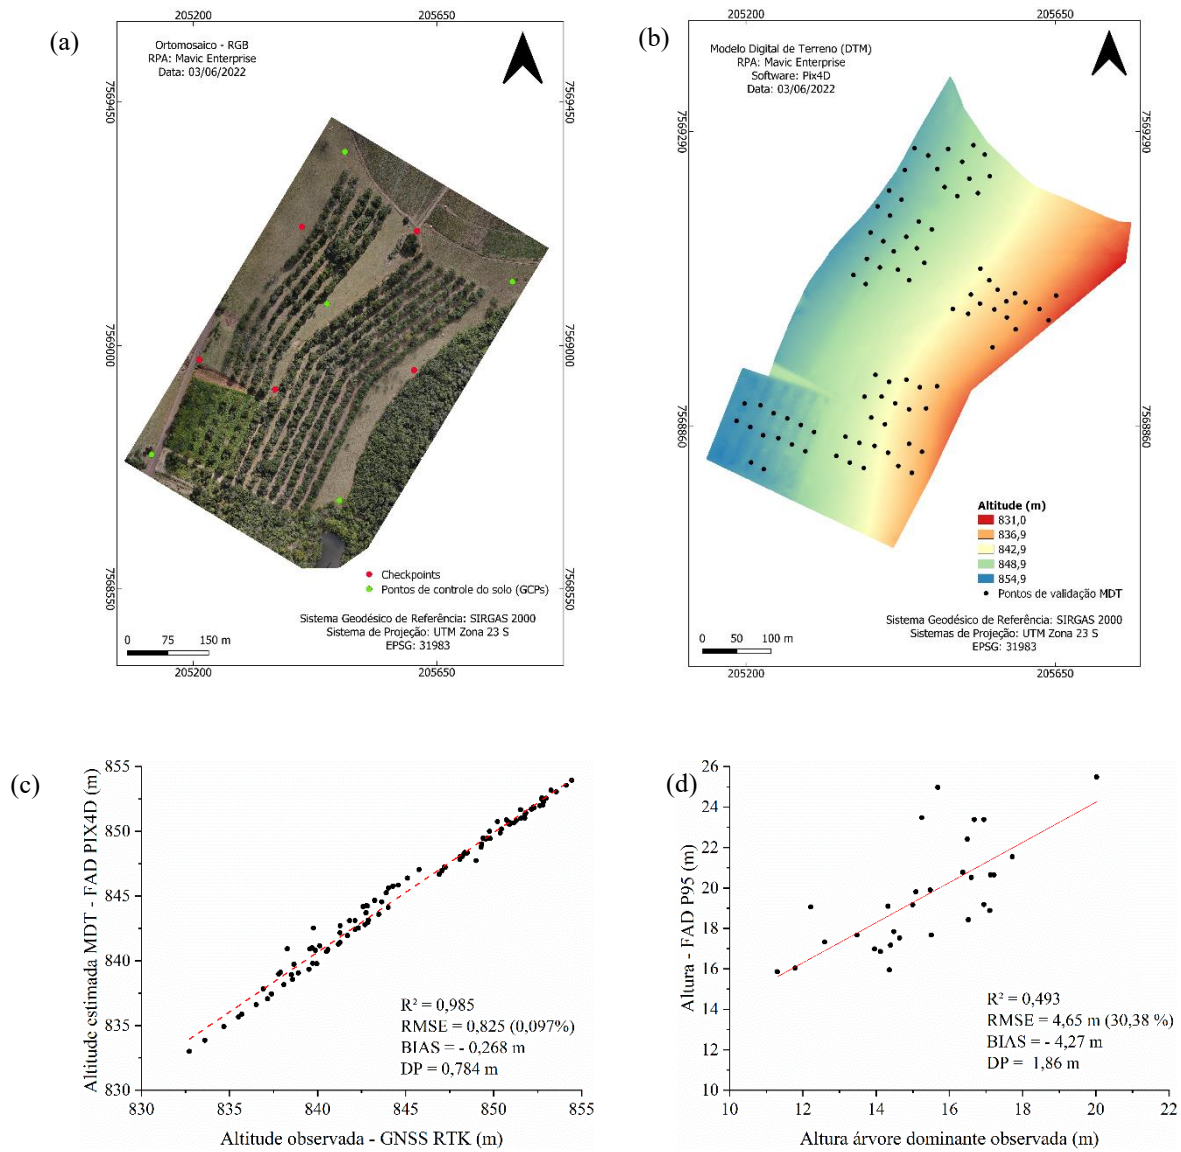 (a)
205200
205650
Ortomosaico - RGB
RPA: Mavic Enterprise
Data: 03/06/2022
7569450
7569450
7569000
7569000
7568550
7568550
Checkpoints
Pontos de controle do solo (GCPs)
Sistema Geodésico de Referência: SIRGAS 2000
Sistema de Projeção: UTM Zona 23 S
EPSG: 31983
0 75 150 m
205200
205650
(b)
205200
205650
Modelo Digital de Terreno (DTM)
RPA: Mavic Enterprise
Software: Pix4D
Data: 03/06/2022
7569290
7569290
7568860
7568860
Altitude (m)
831,0
836,9
842,9
848,9
854,9
Pontos de validação MDT
Sistema Geodésico de Referência: SIRGAS 2000
Sistemas de Projeção: UTM Zona 23 S
EPSG: 31983
0 50 100 m
205200
205650
(c)
Altitude estimada MDT - FAD PIX4D (m)
855
850
845
840
835
830
R² = 0,985
RMSE = 0,825 (0,097%)
BIAS = - 0,268 m
DP = 0,784 m
830 835 840 845 850 855
Altitude observada - GNSS RTK (m)
(d)
Altura - FAD P95 (m)
26
24
22
20
18
16
14
12
10
R² = 0,493
RMSE = 4,65 m (30,38 %)
BIAS = - 4,27 m
DP = 1,86 m
10 12 14 16 18 20 22
Altura árvore dominante observada (m)